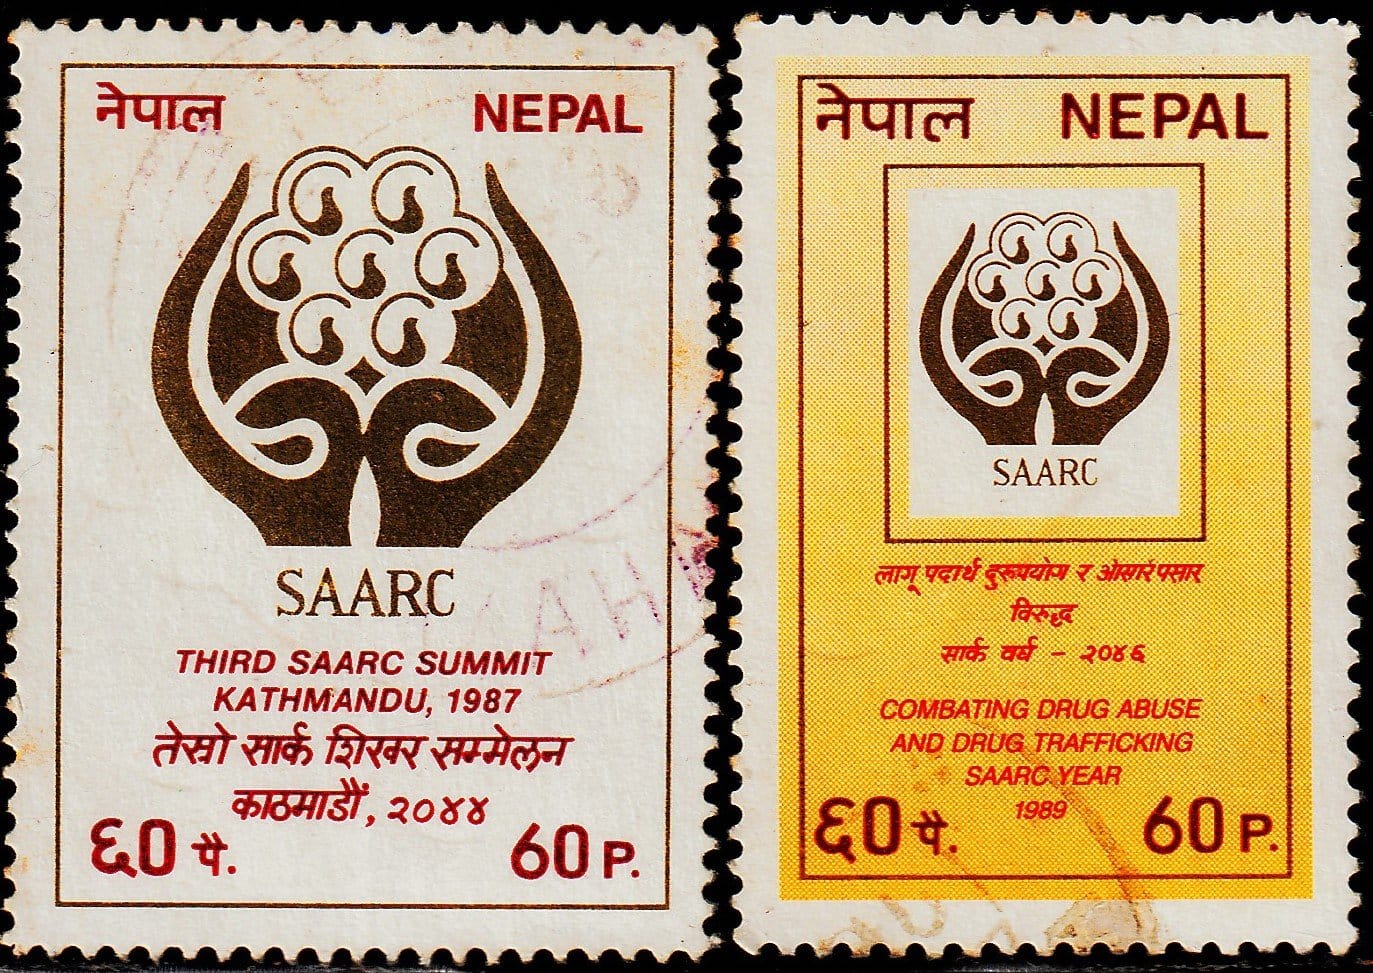 नेपाल NEPAL
SAARC
THIRD SAARC SUMMIT
KATHMANDU, 1987
तेस्रो सार्क शिखर सम्मेलन
काठमाडौं, २०४४
६० पै. 60 P.
नेपाल NEPAL
SAARC
लागू पदार्थ दुरूपयोग र ओसारपसार
विरुद्ध
सार्क वर्ष - २०४६
COMBATING DRUG ABUSE
AND DRUG TRAFFICKING
SAARC YEAR
1989
६० पै. 60 P.